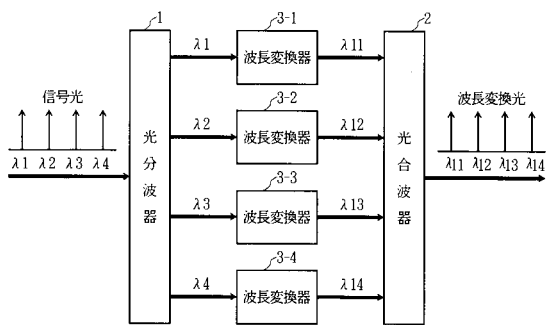 1
2
3-1
λ1
波長変換器
λ11
3-2
λ2
波長変換器
λ12
3-3
λ3
波長変換器
λ13
3-4
λ4
波長変換器
λ14
信号光
λ1 λ2 λ3 λ4
光分波器
光合波器
波長変換光
λ11 λ12 λ13 λ14